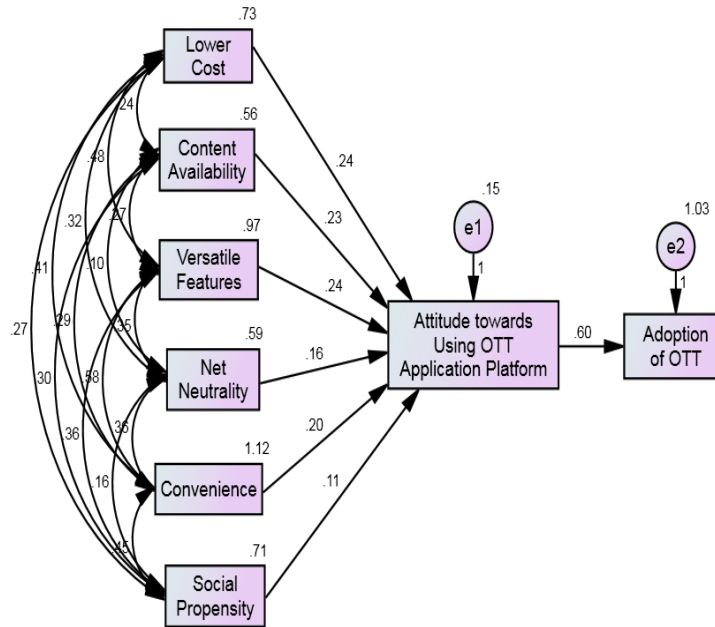 .73
Lower
Cost
.24
.56
Content
Availability
.48
.24
.15
e1
1.03
e2
.27
.97
.23
.32
Versatile
Features
.10
.24
1
1
.41
.35
.59
Attitude towards
Using OTT
Application Platform
.60
Adoption
of OTT
.27
.29
Net
Neutrality
.16
.30
.58
.36
.36
1.12
.20
Convenience
.16
.11
.45
.71
Social
Propensity